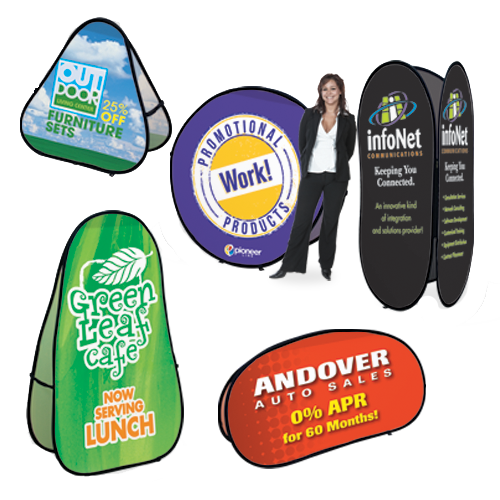 OUT
DOOR
LIVING CENTER
25%
OFF
FURNITURE
SETS
PROMOTIONAL
Work!
PRODUCTS
pioneer
infoNet
COMMUNICATIONS
Keeping You
Connected.
An innovative kind
of integration
and solutions provider!
infoNet
COMMUNICATIONS
Keeping You
Connected.
Green
Leaf
Cafe
NOW
SERVING
LUNCH
ANDOVER
AUTO SALES
0% APR
for 60 Months!